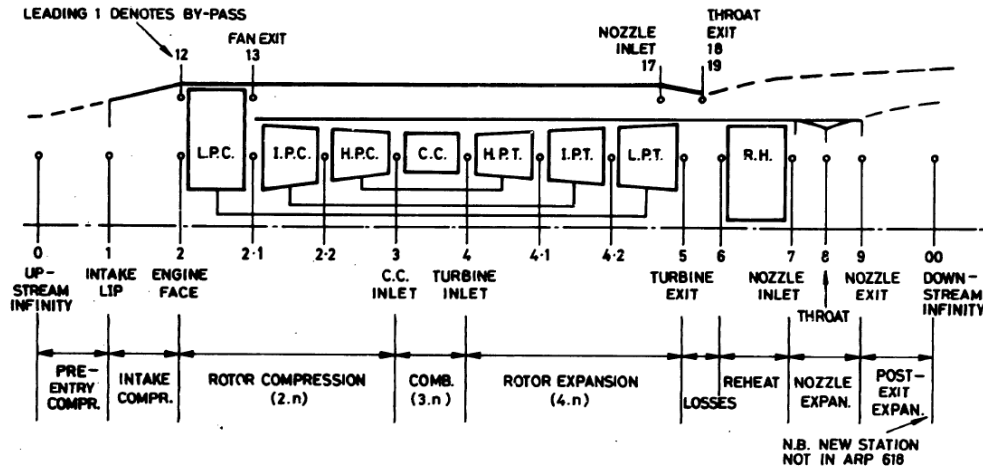 LEADING 1 DENOTES BY-PASS
12
FAN EXIT
13
NOZZLE
INLET
17
THROAT
EXIT
18
19
L.P.C.
I.P.C.
H.P.C.
C.C.
H.P.T.
I.P.T.
L.P.T.
R.H.
0
1
2
2·1
2·2
3
4
4·1
4·2
5
6
7
8
9
00
UP-
STREAM
INFINITY
INTAKE
LIP
ENGINE
FACE
C.C.
INLET
TURBINE
INLET
TURBINE
EXIT
NOZZLE
INLET
THROAT
NOZZLE
EXIT
DOWN-
STREAM
INFINITY
PRE-
ENTRY
COMPR.
INTAKE
COMPR.
ROTOR COMPRESSION
(2.n)
COMB.
(3.n)
ROTOR EXPANSION
(4.n)
LOSSES
REHEAT
NOZZLE
EXPAN.
POST-
EXIT
EXPAN.
N.B. NEW STATION
NOT IN ARP 618